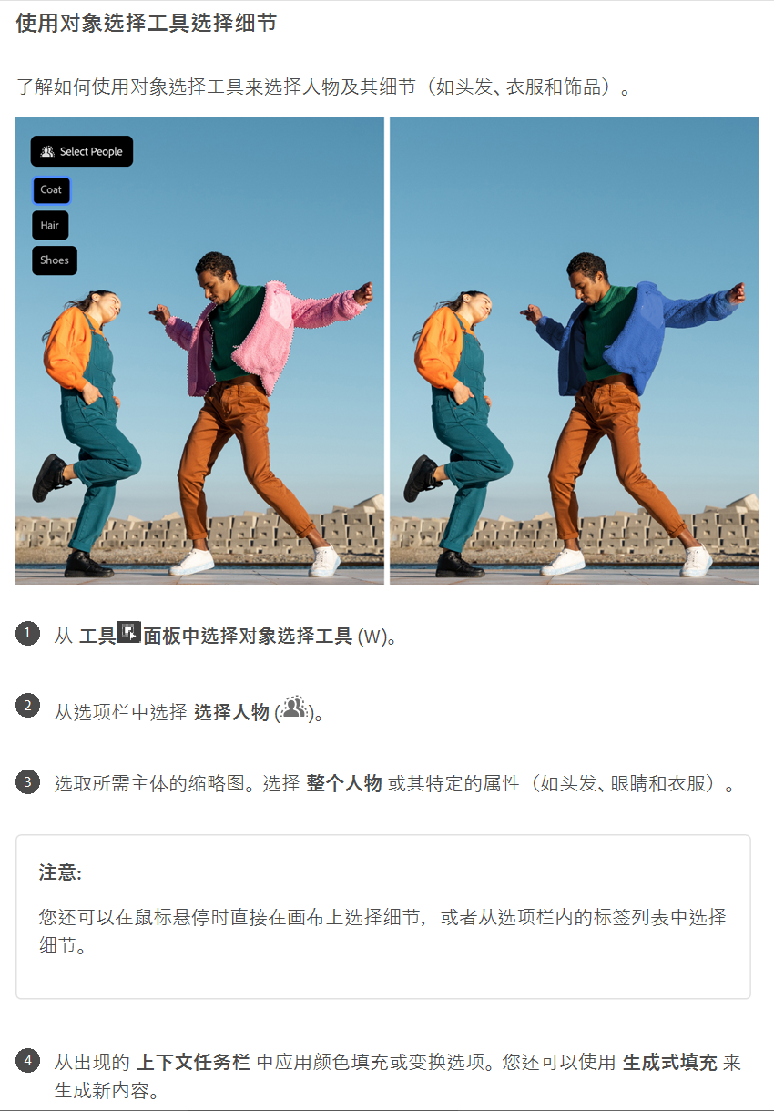 使用对象选择工具选择细节
了解如何使用对象选择工具来选择人物及其细节（如头发、衣服和饰品）。
Select People
Coat
Hair
Shoes
1 从 工具面板中选择对象选择工具 (W)。
2 从选项栏中选择 选择人物 ()。
3 选取所需主体的缩略图。选择 整个人物 或其特定的属性（如头发、眼睛和衣服）。
注意:
您还可以在鼠标悬停时直接在画布上选择细节，或者从选项栏内的标签列表中选择
细节。
4 从出现的 上下文任务栏 中应用颜色填充或变换选项。您还可以使用 生成式填充 来
生成新内容。